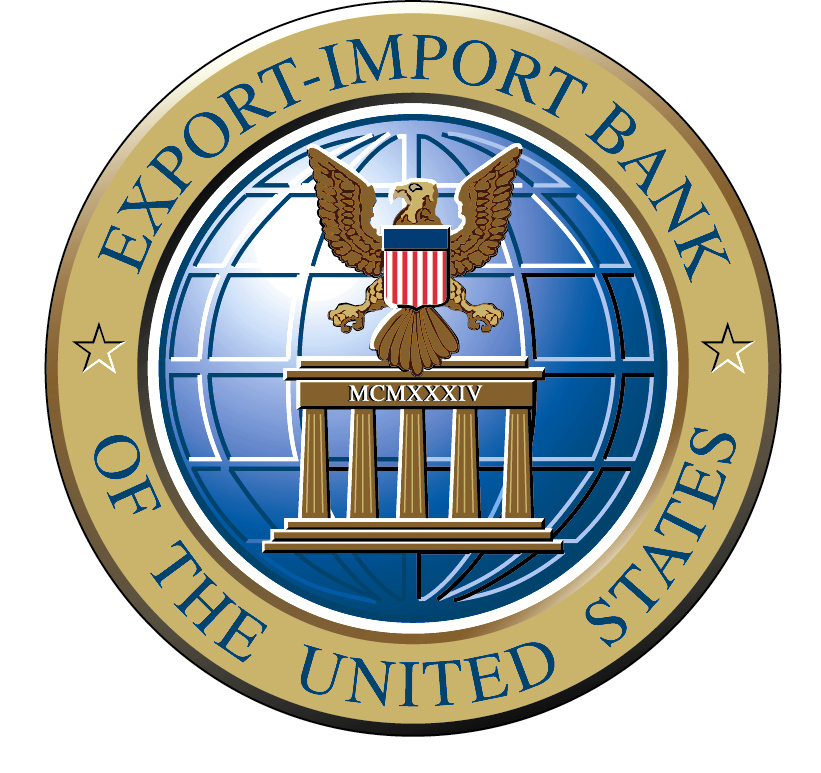 EXPORT-IMPORT BANK
OF THE UNITED STATES
MCMXXXIV